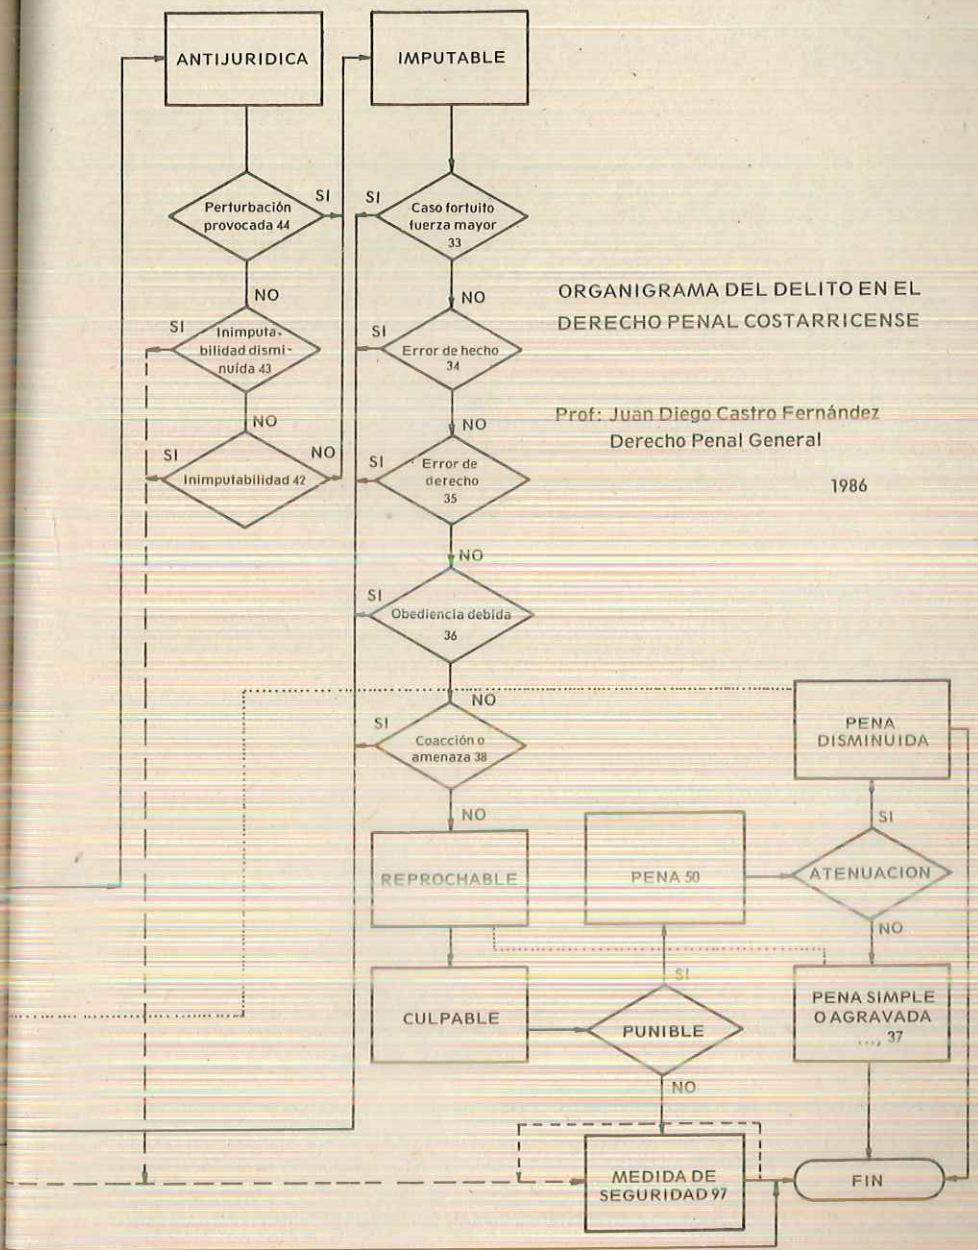 ANTIJURIDICA
Perturbación
provocada 44
SI
NO
SI
Inimputa-
bilidad dismi-
nuída 43
NO
SI
NO
Inimputabilidad 42
IMPUTABLE
SI
Caso fortuito
fuerza mayor
33
NO
SI
Error de hecho
34
NO
SI
Error de
derecho
35
NO
SI
Obediencia debida
36
NO
SI
Coacción o
amenaza 38
NO
REPROCHABLE
CULPABLE
ORGANIGRAMA DEL DELITO EN EL
DERECHO PENAL COSTARRICENSE
Prof: Juan Diego Castro Fernández
Derecho Penal General
1986
PENA 50
SI
PUNIBLE
NO
MEDIDA DE
SEGURIDAD 97
PENA
DISMINUIDA
SI
ATENUACION
NO
PENA SIMPLE
O AGRAVADA
..., 37
FIN